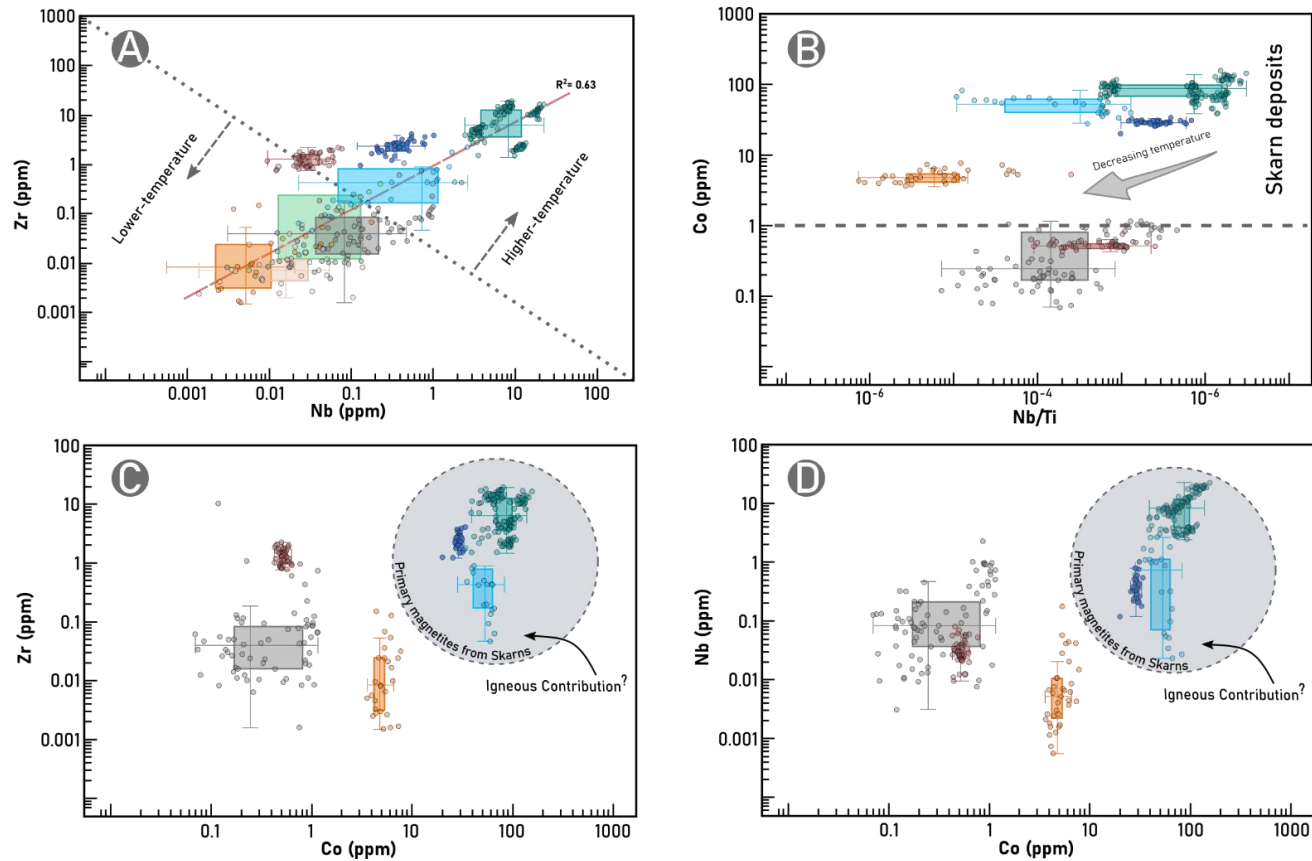 A
1000
100
10
1
0.1
0.01
0.001
Zr (ppm)
R²= 0.63
Lower-temperature
Higher-temperature
0.001 0.01 0.1 1 10 100
Nb (ppm)
B
1000
100
10
1
0.1
Co (ppm)
Skarn deposits
Decreasing temperature
10⁻⁶ 10⁻⁴ 10⁻⁶
Nb/Ti
C
100
10
1
0.1
0.01
0.001
Zr (ppm)
Primary magnetites from Skarns
Igneous Contribution?
0.1 1 10 100 1000
Co (ppm)
D
100
10
1
0.1
0.01
0.001
Nb (ppm)
Primary magnetites from Skarns
Igneous Contribution?
0.1 1 10 100 1000
Co (ppm)